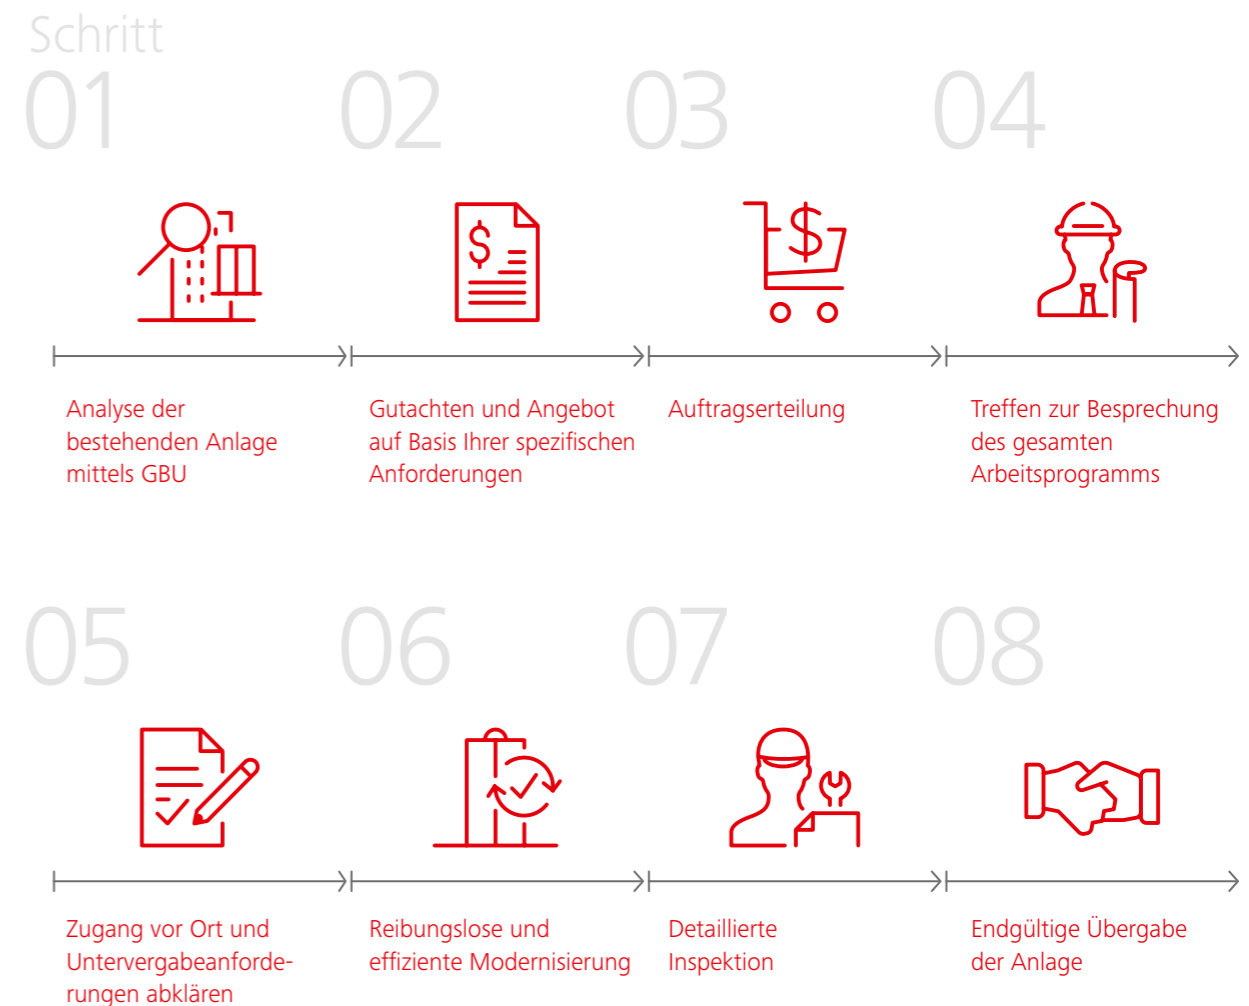 Schritt
01
02
03
04
Analyse der
bestehenden Anlage
mittels GBU
Gutachten und Angebot
auf Basis Ihrer spezifischen
Anforderungen
Auftragserteilung
Treffen zur Besprechung
des gesamten
Arbeitsprogramms
05
06
07
08
Zugang vor Ort und
Untervergabeanforde-
rungen abklären
Reibungslose und
effiziente Modernisierung
Detaillierte
Inspektion
Endgültige Übergabe
der Anlage